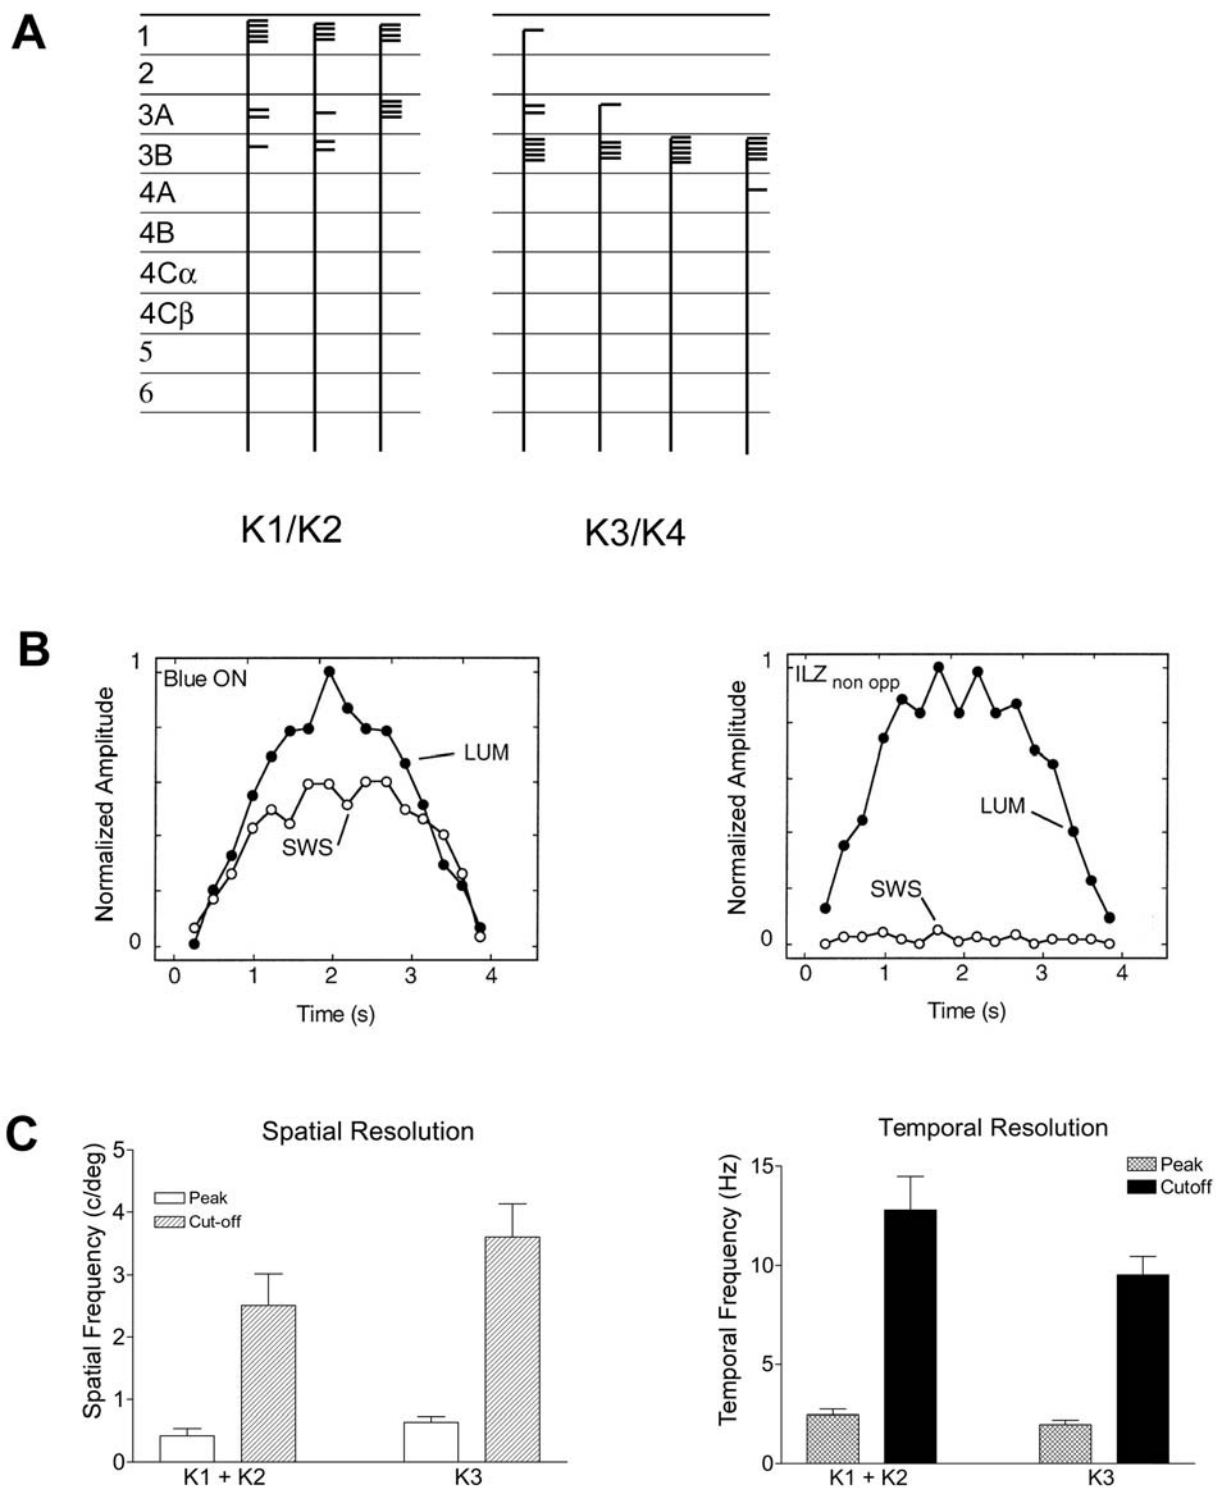 A
1
2
3A
3B
4A
4B
4Cα
4Cβ
5
6
K1/K2
K3/K4
B
1
Blue ON
LUM
SWS
Normalized Amplitude
0
0 1 2 3 4
Time (s)
1
ILZ non opp
LUM
SWS
Normalized Amplitude
0
0 1 2 3 4
Time (s)
C
Spatial Resolution
Spatial Frequency (c/deg)
5
4
3
2
1
0
Peak
Cut-off
K1 + K2 K3
Temporal Resolution
Temporal Frequency (Hz)
15
10
5
0
Peak
Cutoff
K1 + K2 K3